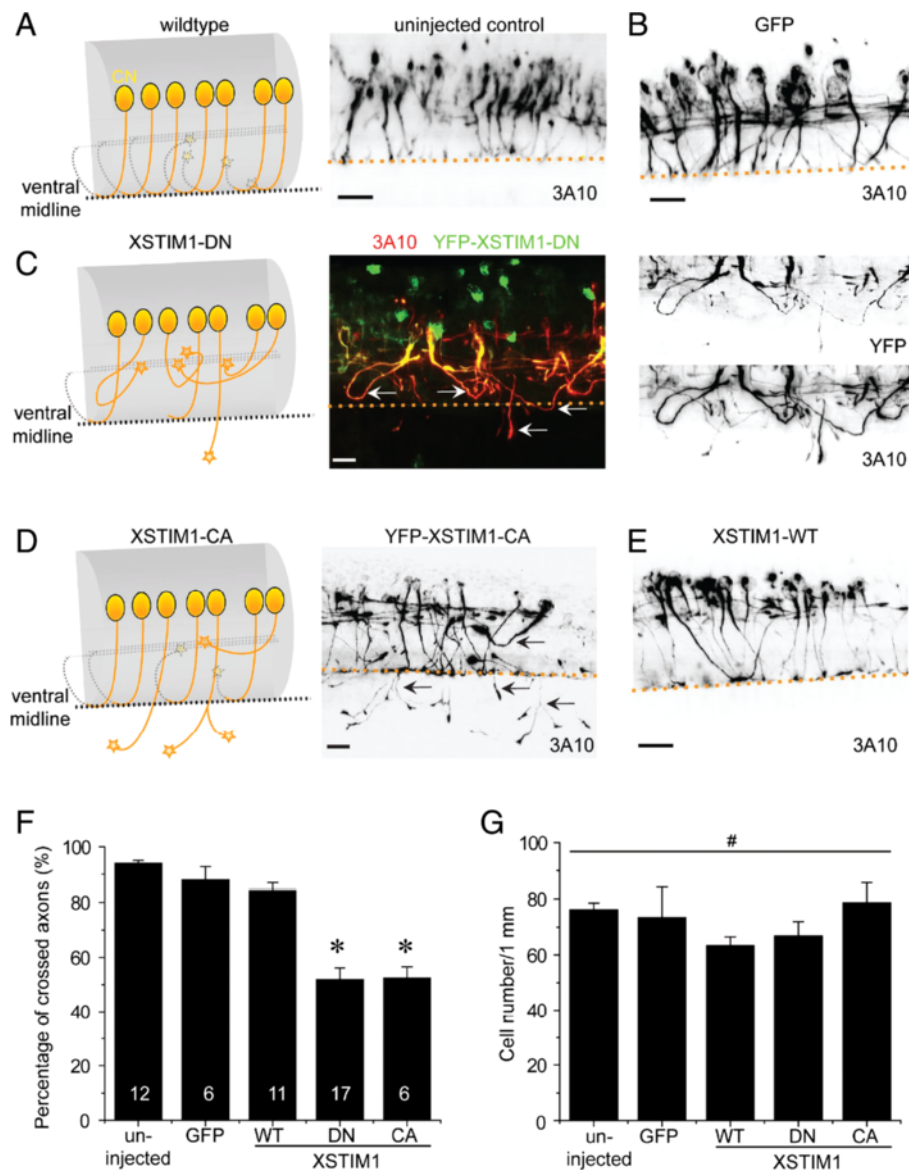 A
wildtype
uninjected control
B
GFP
CN
ventral
midline
3A10
3A10
C
XSTIM1-DN
3A10 YFP-XSTIM1-DN
ventral
midline
YFP
3A10
D
XSTIM1-CA
YFP-XSTIM1-CA
E
XSTIM1-WT
ventral
midline
3A10
3A10
F
Percentage of crossed axons (%)
100
80
60
40
20
0
* *
12 6 11 17 6
un-
injected
GFP WT DN CA
XSTIM1
G
Cell number/1 mm
100
80
60
40
20
0
#
un-
injected
GFP WT DN CA
XSTIM1